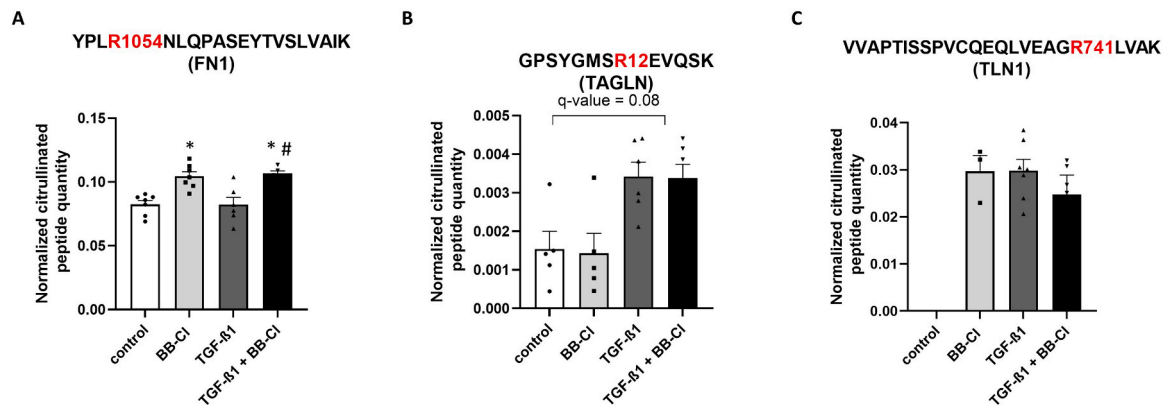 A
YPLR1054NLQPASEYTVSLVAIK
(FN1)
Normalized citrullinated
peptide quantity
0.15
0.10
0.05
0.00
*
* #
control
BB-Cl
TGF-ß1
TGF-ß1 + BB-Cl
B
GPSYGMSR12EVQSK
(TAGLN)
q-value = 0.08
Normalized citrullinated
peptide quantity
0.005
0.004
0.003
0.002
0.001
0.000
control
BB-Cl
TGF-ß1
TGF-ß1 + BB-Cl
C
VVAPTISSPVCQEQLVEAGR741LVAK
(TLN1)
Normalized citrullinated
peptide quantity
0.04
0.03
0.02
0.01
0.00
control
BB-Cl
TGF-ß1
TGF-ß1 + BB-Cl